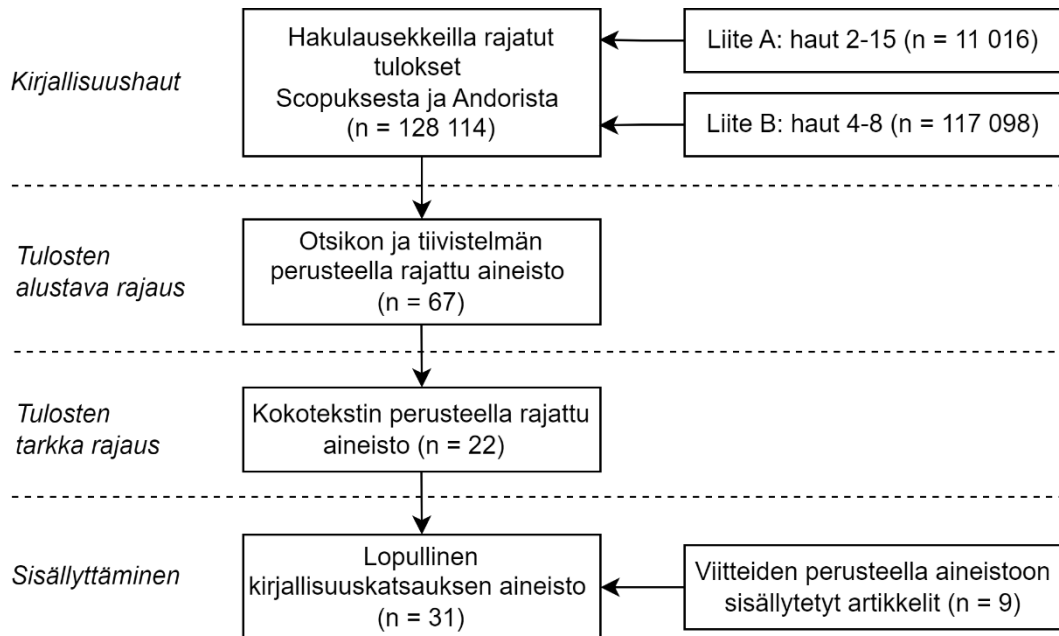 Kirjallisuushaut
Hakulausekkeilla rajatut
tulokset
Scopuksesta ja Andorista
(n = 128 114)
Liite A: haut 2-15 (n = 11 016)
Liite B: haut 4-8 (n = 117 098)
Tulosten
alustava rajaus
Otsikon ja tiivistelmän
perusteella rajattu aineisto
(n = 67)
Tulosten
tarkka rajaus
Kokotekstin perusteella rajattu
aineisto (n = 22)
Sisällyttäminen
Lopullinen
kirjallisuuskatsauksen aineisto
(n = 31)
Viitteiden perusteella aineistoon
sisällytetyt artikkelit (n = 9)